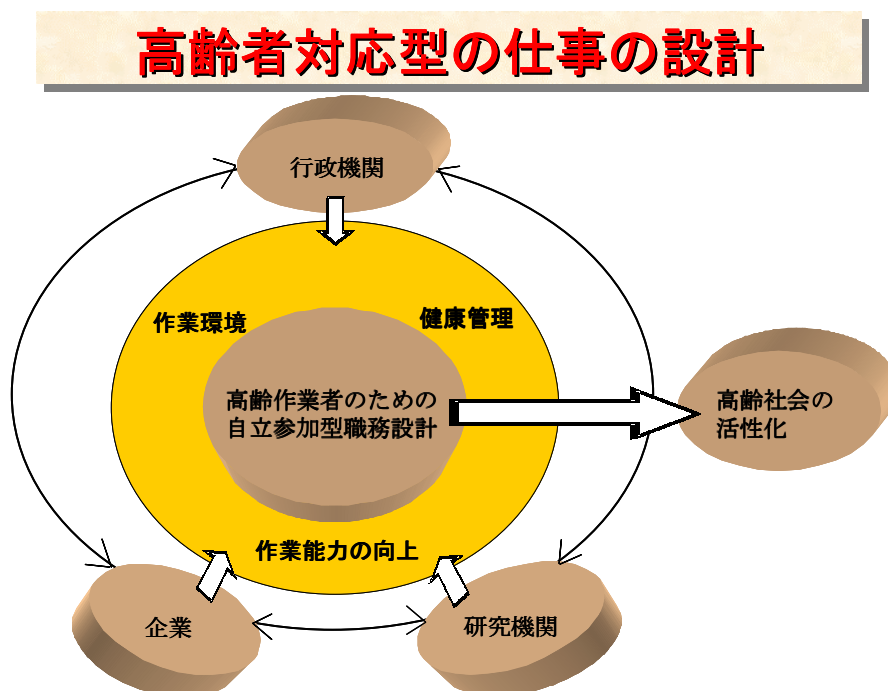 高齢者対応型の仕事の設計
行政機関
作業環境
健康管理
高齢作業者のための
自立参加型職務設計
高齢社会の
活性化
作業能力の向上
企業
研究機関